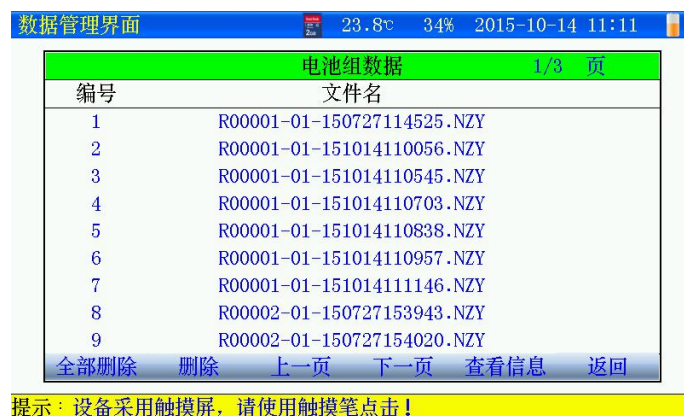 数据管理界面 23.8℃ 34% 2015-10-14 11:11
电池组数据 1/3 页
编号 文件名
1 R00001-01-150727114525.NZY
2 R00001-01-151014110056.NZY
3 R00001-01-151014110545.NZY
4 R00001-01-151014110703.NZY
5 R00001-01-151014110838.NZY
6 R00001-01-151014110957.NZY
7 R00001-01-151014111146.NZY
8 R00002-01-150727153943.NZY
9 R00002-01-150727154020.NZY
全部删除 删除 上一页 下一页 查看信息 返回
提示：设备采用触摸屏，请使用触摸笔点击！